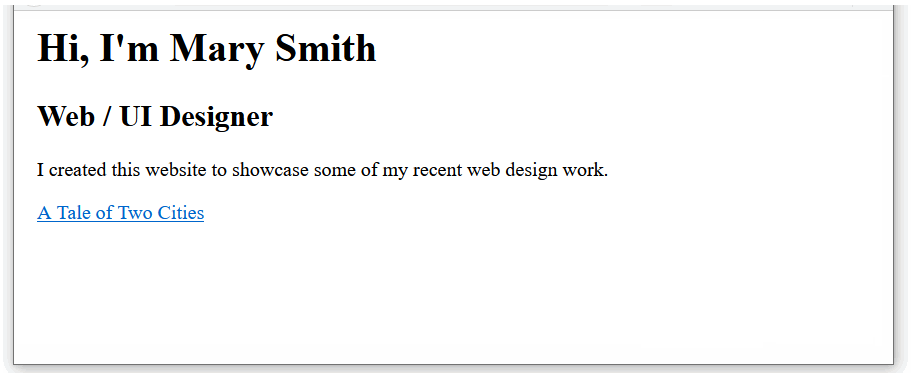 Hi, I'm Mary Smith
Web / UI Designer
I created this website to showcase some of my recent web design work.
A Tale of Two Cities